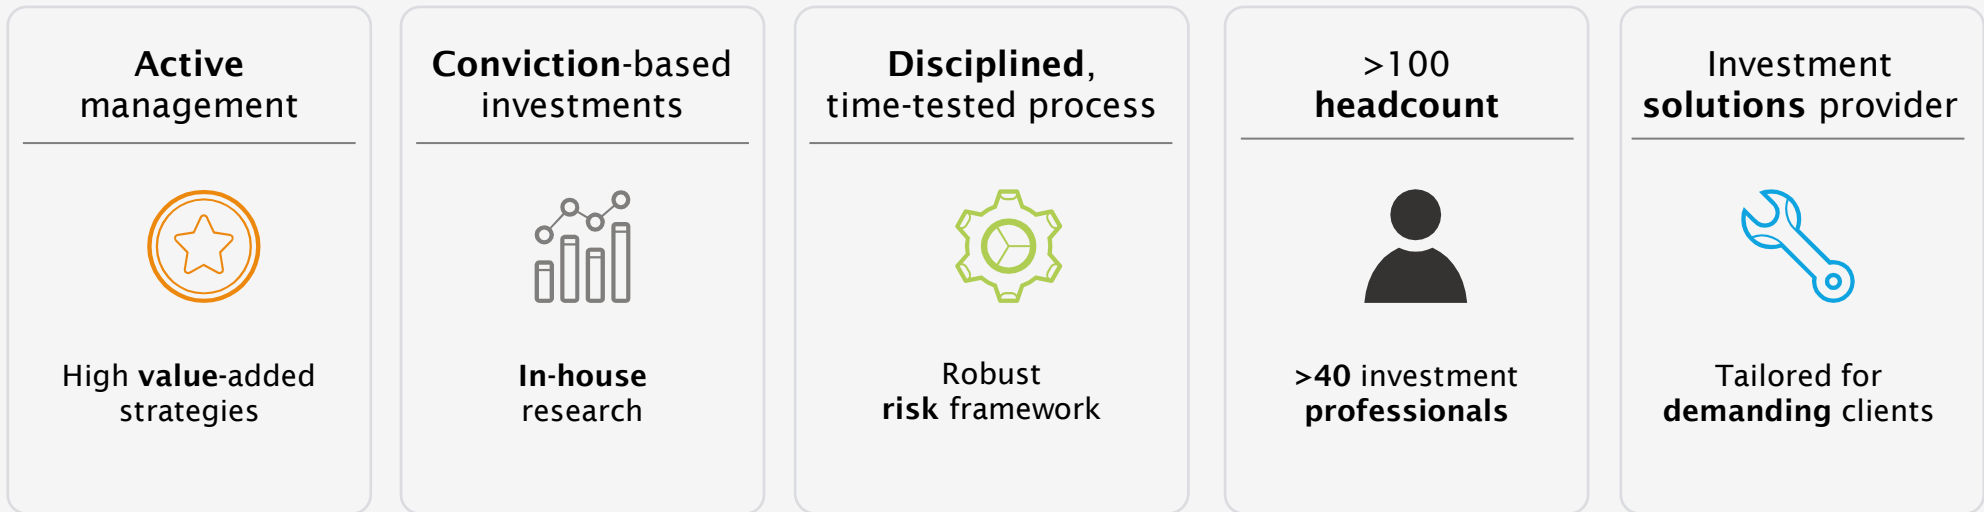 Active
management
High value-added
strategies
Conviction-based
investments
In-house
research
Disciplined,
time-tested process
Robust
risk framework
>100
headcount
>40 investment
professionals
Investment
solutions provider
Tailored for
demanding clients